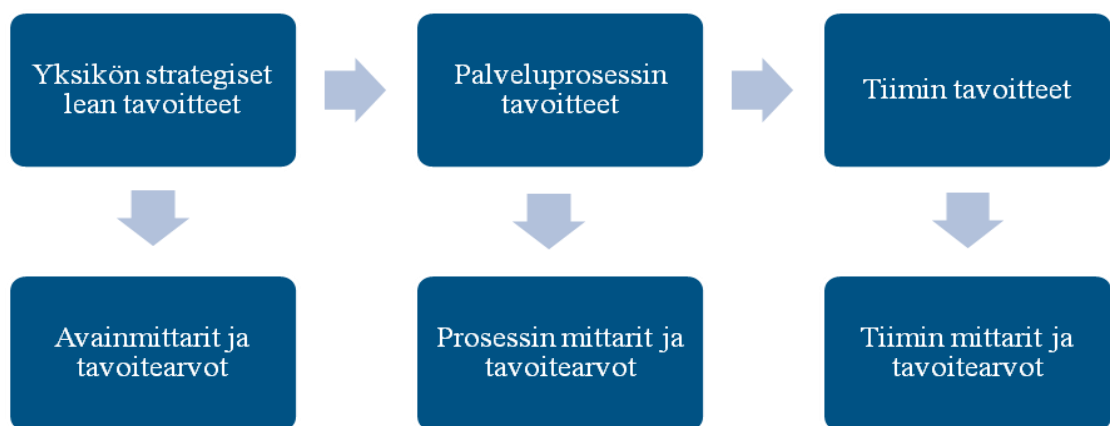 Yksikön strategiset
lean tavoitteet
Palveluprosessin
tavoitteet
Tiimin tavoitteet
Avainmittarit ja
tavoitearvot
Prosessin mittarit ja
tavoitearvot
Tiimin mittarit ja
tavoitearvot